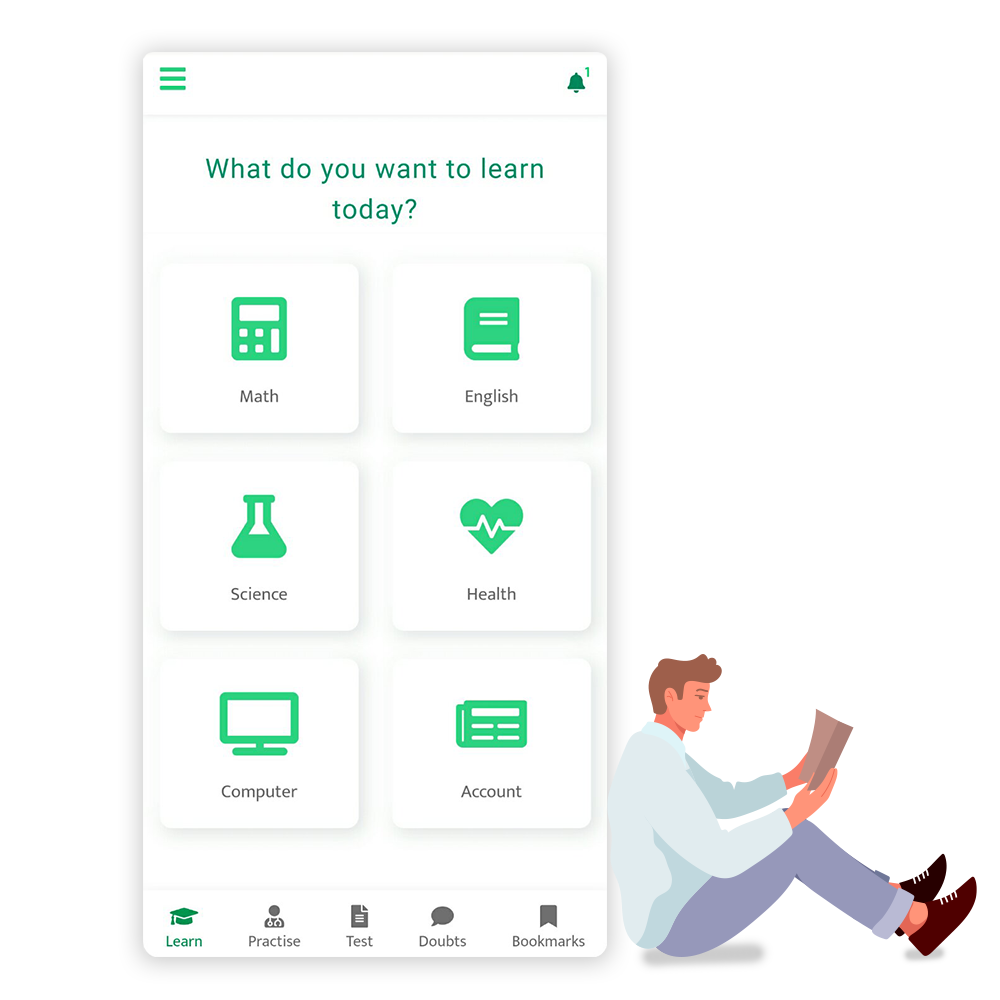 1
What do you want to learn
today?
Math
English
Science
Health
Computer
Account
Learn
Practise
Test
Doubts
Bookmarks